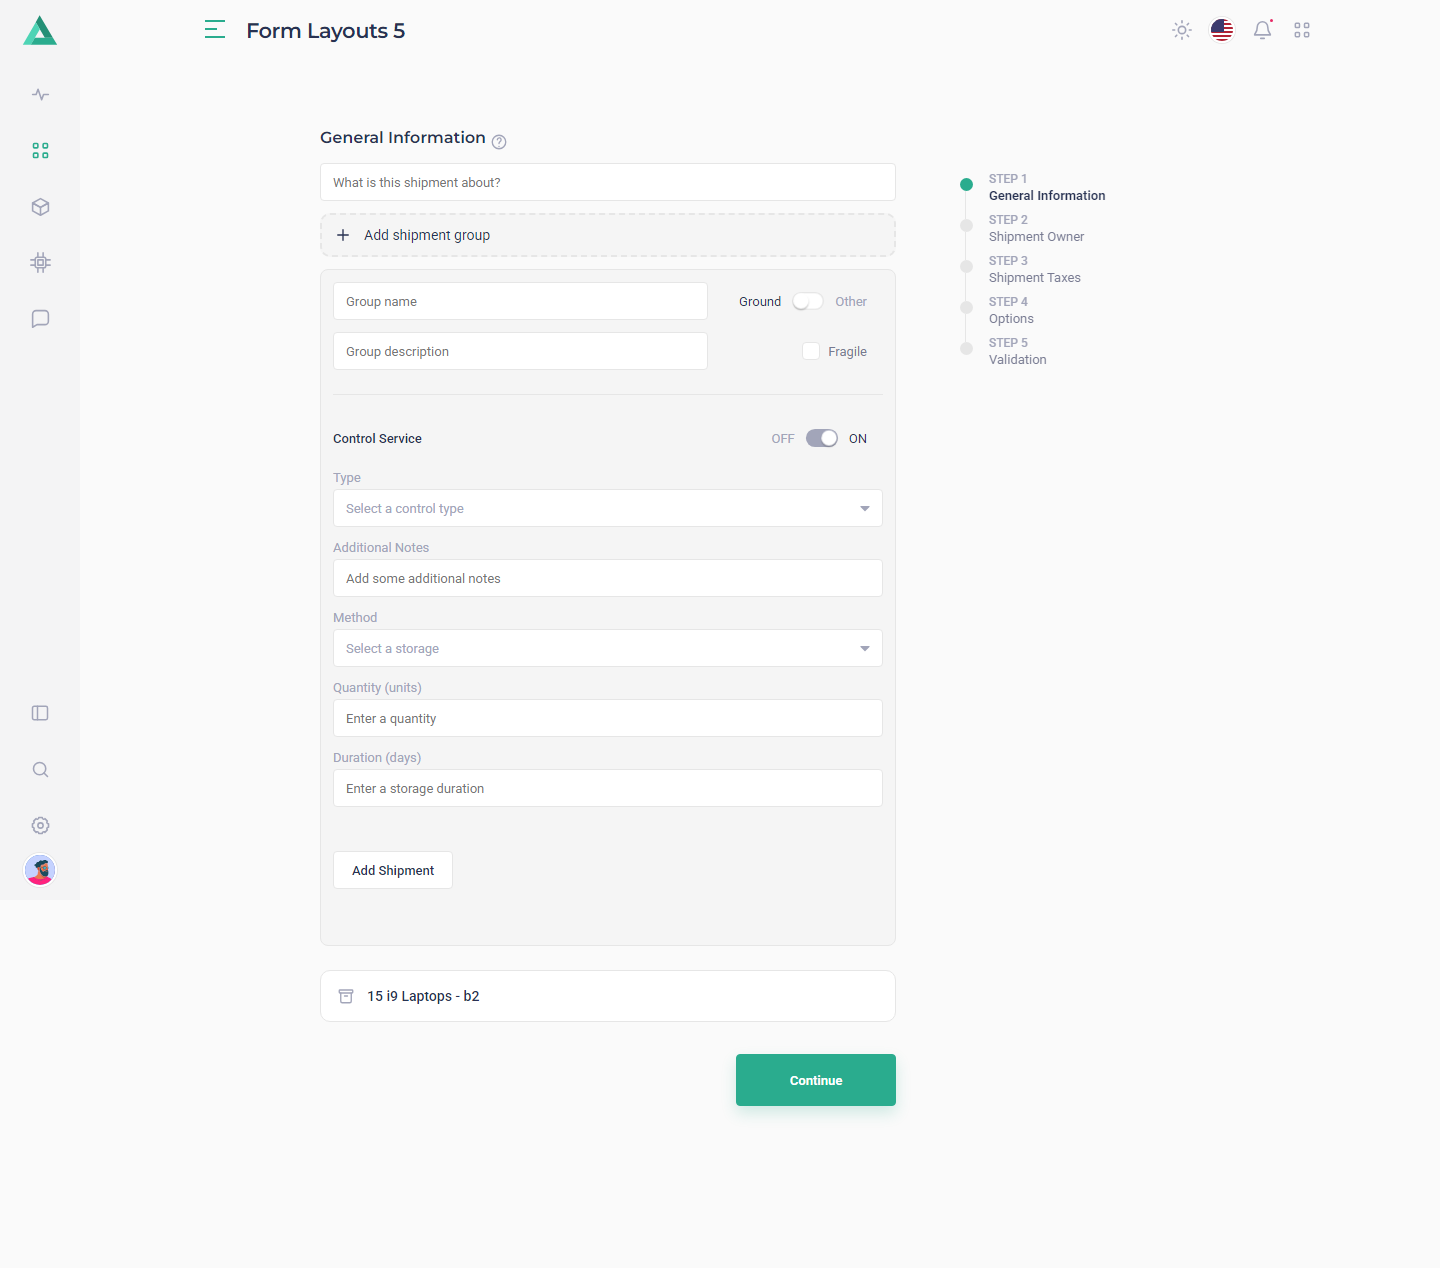 Form Layouts 5
General Information
What is this shipment about?
Add shipment group
Group name
Ground Other
Group description
Fragile
Control Service
OFF ON
Type
Select a control type
Additional Notes
Add some additional notes
Method
Select a storage
Quantity (units)
Enter a quantity
Duration (days)
Enter a storage duration
Add Shipment
15 i9 Laptops - b2
Continue
STEP 1
General Information
STEP 2
Shipment Owner
STEP 3
Shipment Taxes
STEP 4
Options
STEP 5
Validation